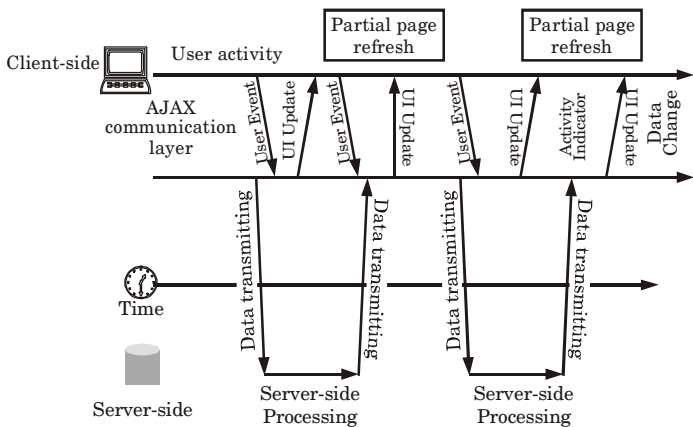 Partial page
refresh
Partial page
refresh
Client-side
User activity
AJAX
communication
layer
User Event
UI Update
User Event
UI Update
User Event
UI Update
Activity
Indicator
UI Update
Data
Change
Data transmitting
Data transmitting
Data transmitting
Data transmitting
Time
Server-side
Server-side
Processing
Server-side
Processing